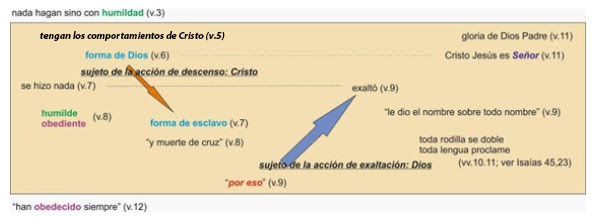 nada hagan sino con humildad (v.3)
tengan los comportamientos de Cristo (v.5)
gloria de Dios Padre (v.11)
forma de Dios (v.6)
Cristo Jesús es Señor (v.11)
sujeto de la acción de descenso: Cristo
se hizo nada (v.7)
exaltó (v.9)
humilde
obediente
(v.8)
forma de esclavo (v.7)
“le dio el nombre sobre todo nombre” (v.9)
“y muerte de cruz” (v.8)
toda rodilla se doble
toda lengua proclame
sujeto de la acción de exaltación: Dios
(vv.10.11; ver Isaías 45,23)
“por eso” (v.9)
“han obedecido siempre” (v.12)